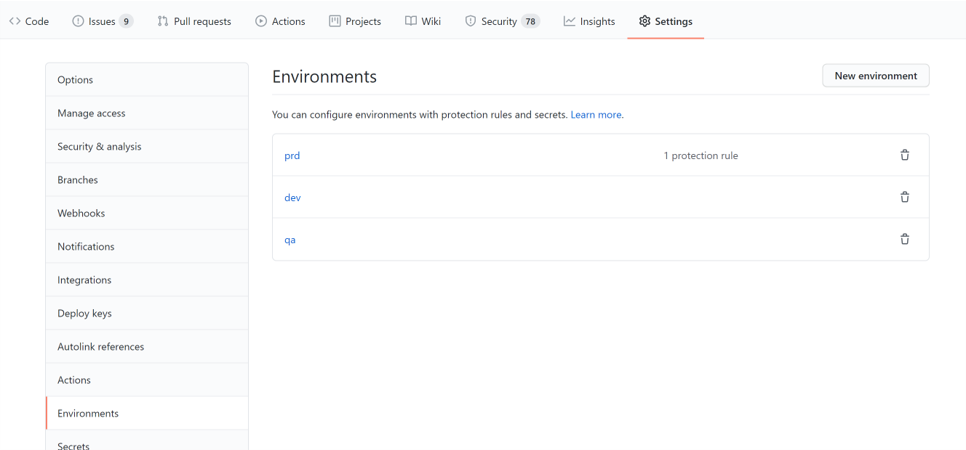 Code Issues 9 Pull requests Actions Projects Wiki Security 78 Insights Settings
Options
Manage access
Security & analysis
Branches
Webhooks
Notifications
Integrations
Deploy keys
Autolink references
Actions
Environments
Secrets
Environments New environment
You can configure environments with protection rules and secrets. Learn more.
prd 1 protection rule
dev
qa